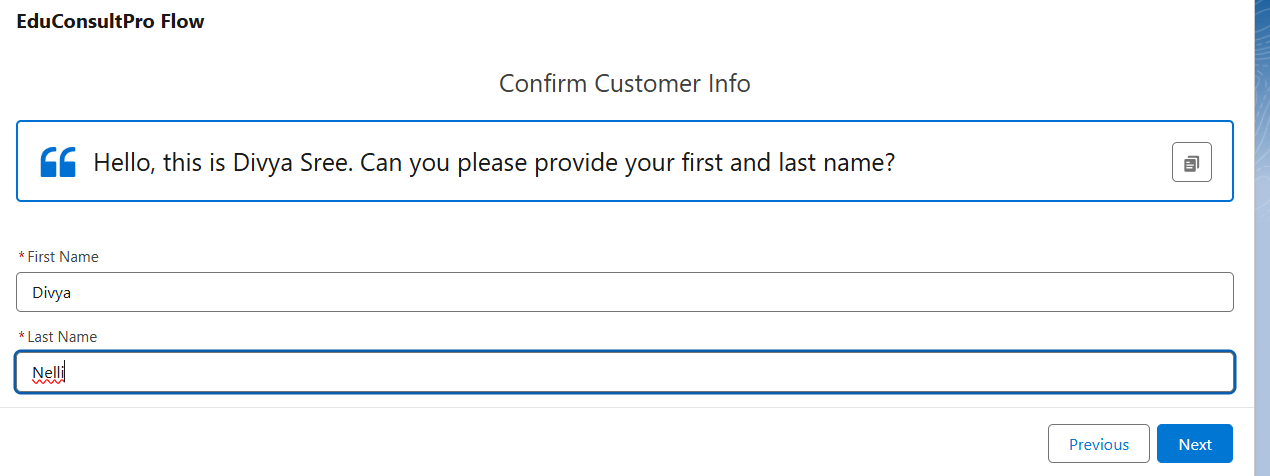 EduConsultPro Flow
Confirm Customer Info
Hello, this is Divya Sree. Can you please provide your first and last name?
*First Name
Divya
*Last Name
Nelli
Previous Next